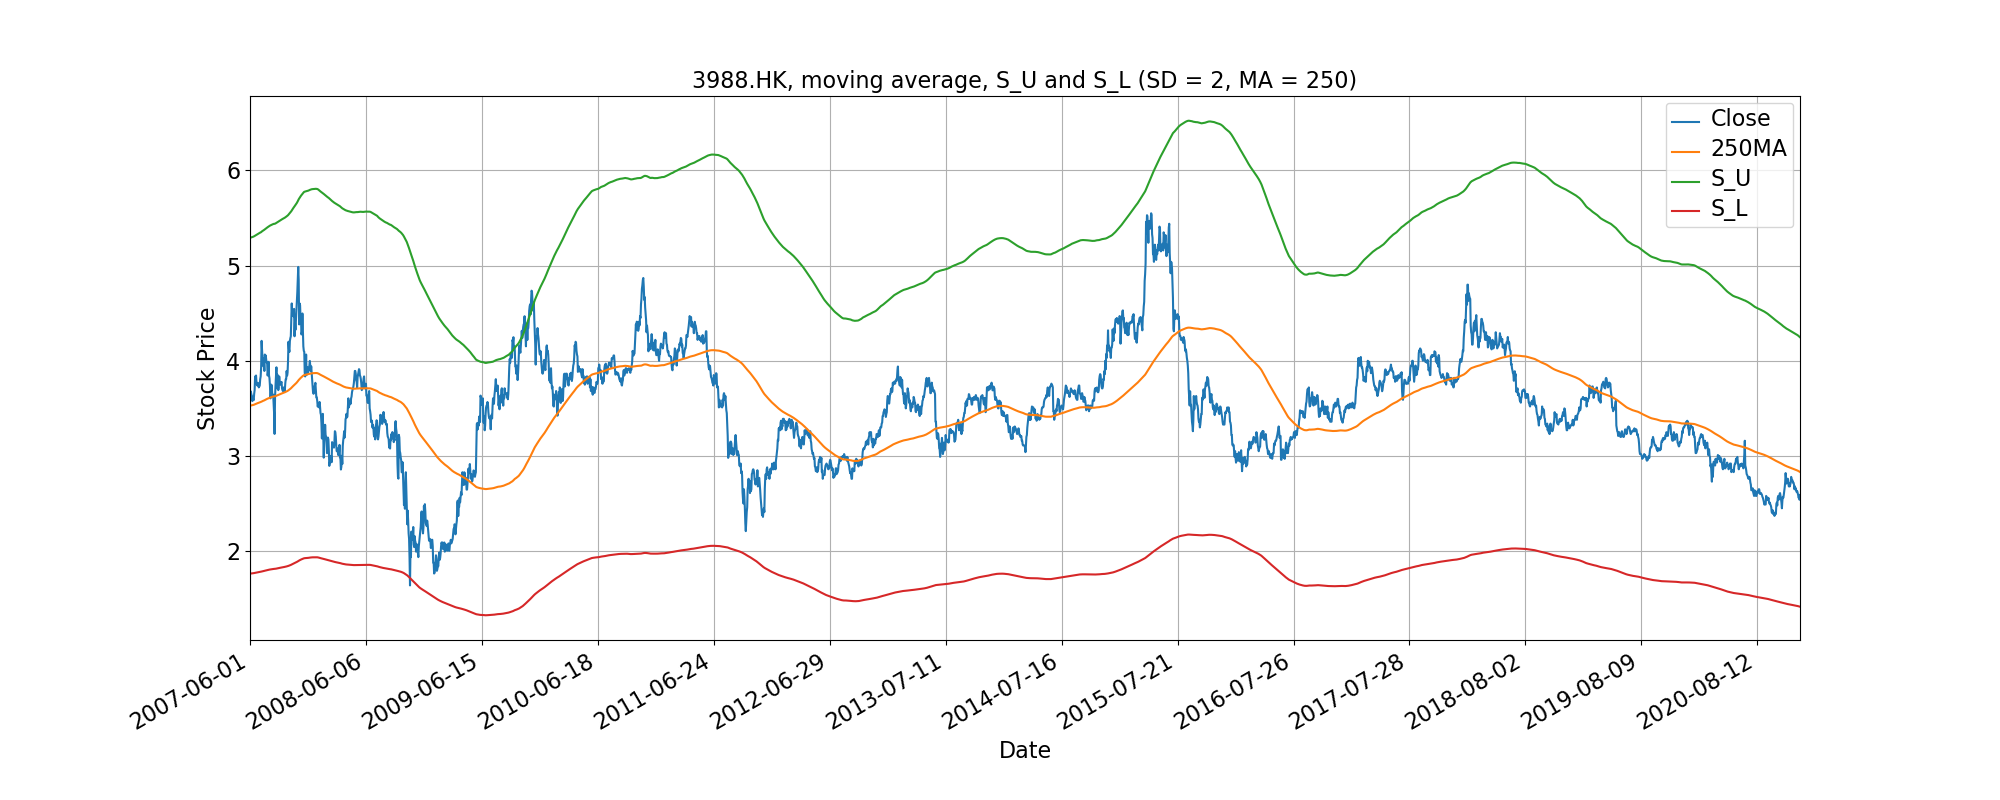 3988.HK, moving average, S_U and S_L (SD = 2, MA = 250)
Close
250MA
S_U
S_L
Stock Price
6
5
4
3
2
2007-06-01
2008-06-06
2009-06-15
2010-06-18
2011-06-24
2012-06-29
2013-07-11
2014-07-16
2015-07-21
2016-07-26
2017-07-28
2018-08-02
2019-08-09
2020-08-12
Date